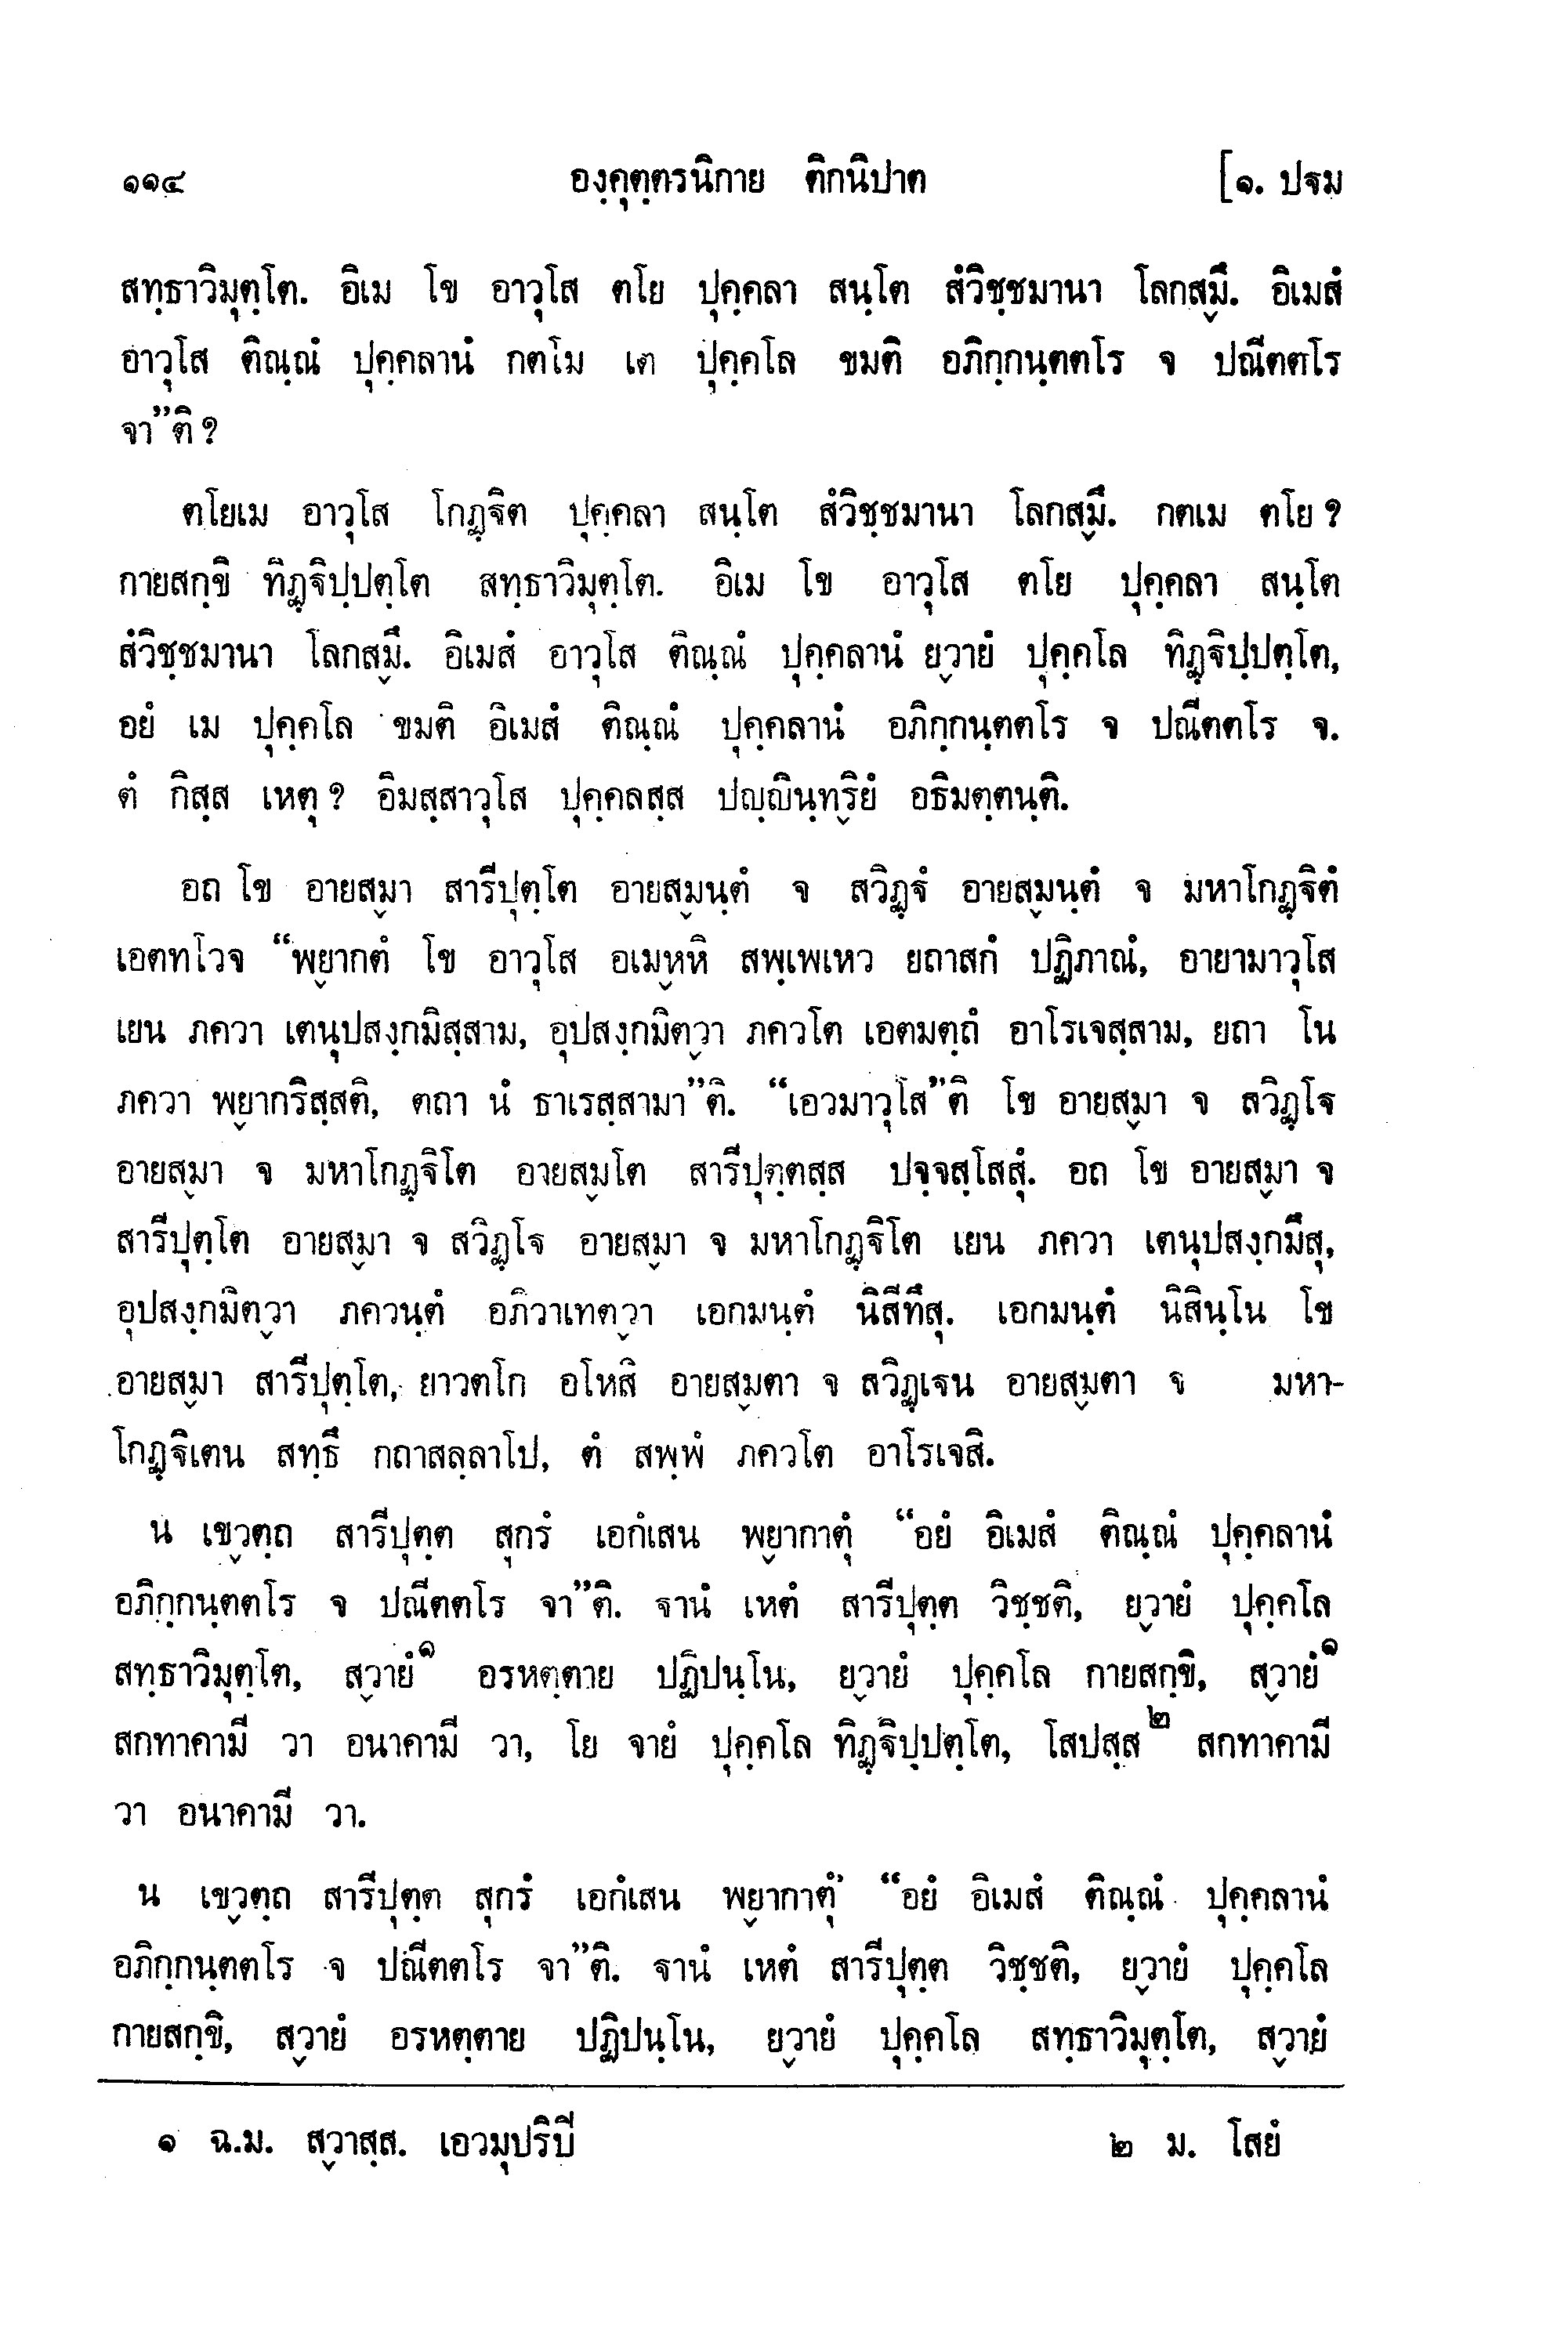 ๑๑๔ องฺคุตฺตรนิกาย ติกนิปาต [๑. ปฐม
สทฺธาวิมุตฺโต. อิเม โข อาวุโส ตโย ปุคฺคลา สนฺโต สํวิชฺชมานา โลกสฺมึ. อิเมสํ
อาวุโส ติณฺณํ ปุคฺคลานํ กตโม เต ปุคฺคโล ขมติ อภิกฺกนฺตตโร จ ปณีตตโร
จา”ติ ?
ตโยเม อาวุโส โกฏฺฐิต ปุคฺคลา สนฺโต สํวิชฺชมานา โลกสฺมึ. กตเม ตโย ?
กายสกฺขิ ทิฏฺฐิปฺปตฺโต สทฺธาวิมุตฺโต. อิเม โข อาวุโส ตโย ปุคฺคลา สนฺโต
สํวิชฺชมานา โลกสฺมึ. อิเมสํ อาวุโส ติณฺณํ ปุคฺคลานํ ยฺวายํ ปุคฺคโล ทิฏฺฐิปฺปตฺโต,
อยํ เม ปุคฺคโล ขมติ อิเมสํ ติณฺณํ ปุคฺคลานํ อภิกฺกนฺตตโร จ ปณีตตโร จ.
ตํ กิสฺส เหตุ ? อิมสฺสาวุโส ปุคฺคลสฺส ปญฺญินฺทฺริยํ อธิมตฺตนฺติ.
อถ โข อายสฺมา สารีปุตฺโต อายสฺมนฺตํ จ สวิฏฺฐํ อายสฺมนฺตํ จ มหาโกฏฺฐิตํ
เอตทโวจ “พฺยากตํ โข อาวุโส อเมฺหหิ สพฺเพเหว ยถาสกํ ปฏิภาณํ, อายามาวุโส
เยน ภควา เตนุปสงฺกมิสฺสาม, อุปสงฺกมิตฺวา ภควโต เอตมตฺถํ อาโรเจสฺสาม, ยถา โน
ภควา พฺยากริสฺสติ, ตถา นํ ธาเรสฺสามา”ติ. “เอวมาวุโส”ติ โข อายสฺมา จ สวิฏฺโฐ
อายสฺมา จ มหาโกฏฺฐิโต อายสฺมโต สารีปุตฺตสฺส ปจฺจสฺโสสุํ. อถ โข อายสฺมา จ
สารีปุตฺโต อายสฺมา จ สวิฏฺโฐ อายสฺมา จ มหาโกฏฺฐิโต เยน ภควา เตนุปสงฺกมึสุ,
อุปสงฺกมิตฺวา ภควนฺตํ อภิวาเทตฺวา เอกมนฺตํ นิสีทึสุ. เอกมนฺตํ นิสินฺโน โข
อายสฺมา สารีปุตฺโต, ยาวตโก อโหสิ อายสฺมตา จ สวิฏฺเฐน อายสฺมตา จ มหา-
โกฏฺฐิเตน สทฺธึ กถาสลฺลาโป, ตํ สพฺพํ ภควโต อาโรเจสิ.
น เขฺวตฺถ สารีปุตฺต สุกรํ เอกํเสน พฺยากาตุํ “อยํ อิเมสํ ติณฺณํ ปุคฺคลานํ
อภิกฺกนฺตตโร จ ปณีตตโร จา”ติ. ฐานํ เหตํ สารีปุตฺต วิชฺชติ, ยฺวายํ ปุคฺคโล
สทฺธาวิมุตฺโต, สฺวายํ๑ อรหตฺตาย ปฏิปนฺโน, ยฺวายํ ปุคฺคโล กายสกฺขิ, สฺวายํ๑
สกทาคามี วา อนาคามี วา, โย จายํ ปุคฺคโล ทิฏฺฐิปฺปตฺโต, โสปสฺส๒ สกทาคามี
วา อนาคามี วา.
น เขฺวตฺถ สารีปุตฺต สุกรํ เอกํเสน พฺยากาตุํ “อยํ อิเมสํ ติณฺณํ ปุคฺคลานํ
อภิกฺกนฺตตโร จ ปณีตตโร จา”ติ. ฐานํ เหตํ สารีปุตฺต วิชฺชติ, ยฺวายํ ปุคฺคโล
กายสกฺขิ, สฺวายํ อรหตฺตาย ปฏิปนฺโน, ยฺวายํ ปุคฺคโล สทฺธาวิมุตฺโต, สฺวายํ
๑ ฉ.ม. สฺวาสฺส. เอวมุปริปิ ๒ ม. โสยํ